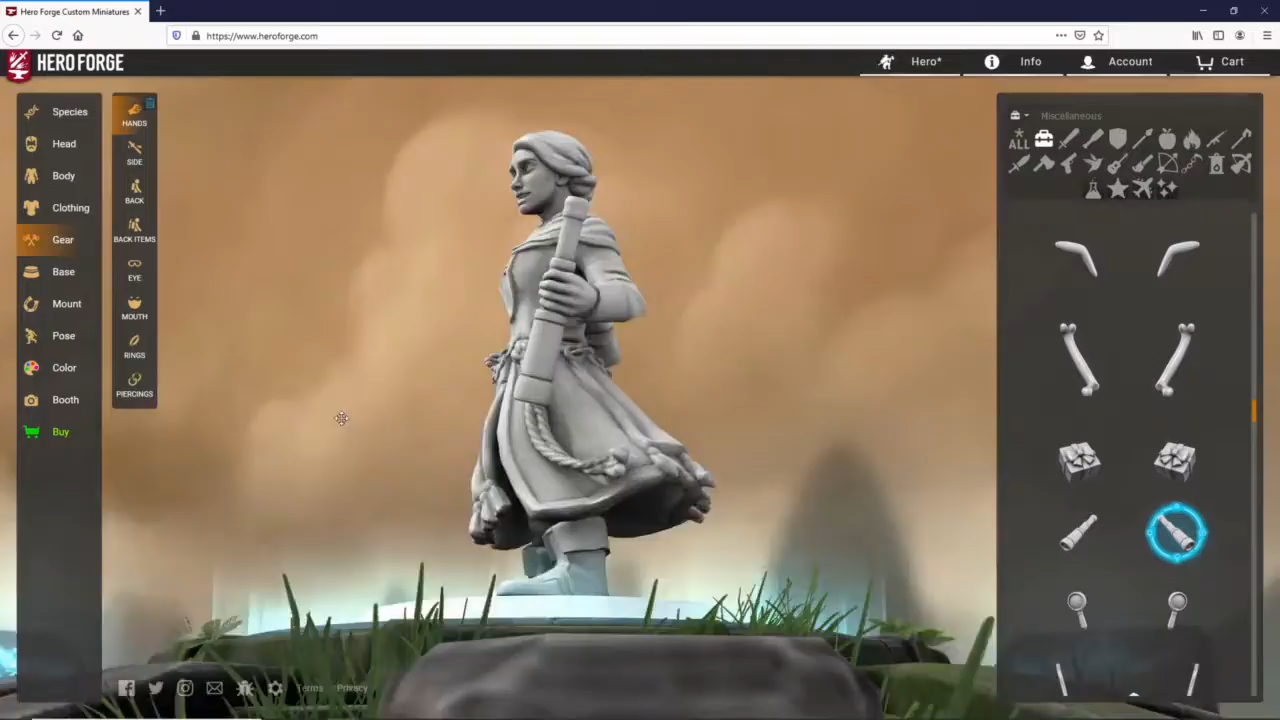 Hero Forge Custom Miniatures
https://www.heroforge.com
HERO FORGE
Hero*
Info
Account
Cart
Species
Head
Body
Clothing
Gear
Base
Mount
Pose
Color
Booth
Buy
HANDS
SIDE
BACK
BACK ITEMS
EYE
MOUTH
RINGS
PIERCINGS
Miscellaneous
ALL
Terms
Privacy